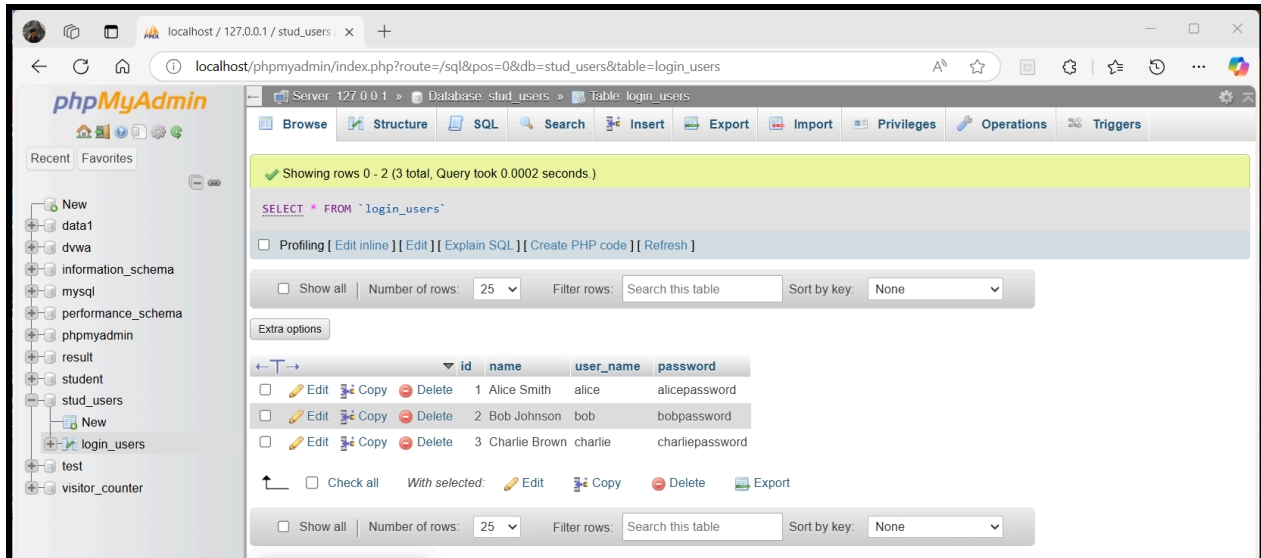 localhost / 127.0.0.1 / stud_users
localhost/phpmyadmin/index.php?route=/sql&pos=0&db=stud_users&table=login_users
phpMyAdmin
Recent Favorites
New
data1
dvwa
information_schema
mysql
performance_schema
phpmyadmin
result
student
stud_users
New
login_users
test
visitor_counter
Server: 127.0.0.1 » Database: stud_users » Table: login_users
Browse Structure SQL Search Insert Export Import Privileges Operations Triggers
Showing rows 0 - 2 (3 total, Query took 0.0002 seconds.)
SELECT * FROM `login_users`
Profiling [ Edit inline ] [ Edit ] [ Explain SQL ] [ Create PHP code ] [ Refresh ]
Show all | Number of rows: 25 Filter rows: Search this table Sort by key: None
Extra options
←T→ id name user_name password
Edit Copy Delete 1 Alice Smith alice alicepassword
Edit Copy Delete 2 Bob Johnson bob bobpassword
Edit Copy Delete 3 Charlie Brown charlie charliepassword
Check all With selected: Edit Copy Delete Export
Show all | Number of rows: 25 Filter rows: Search this table Sort by key: None